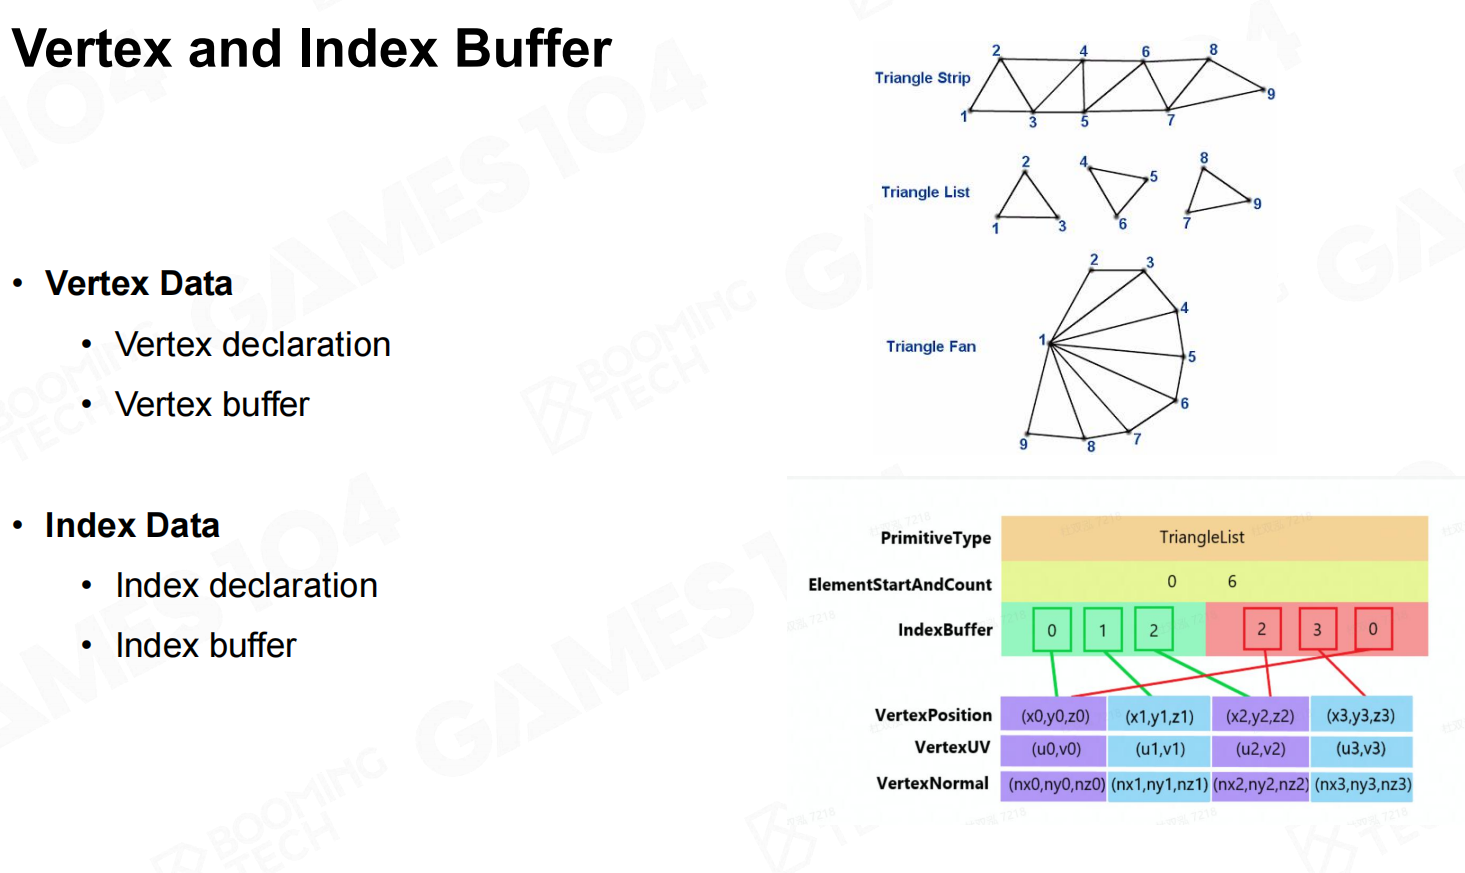 Vertex and Index Buffer
• Vertex Data
• Vertex declaration
• Vertex buffer
• Index Data
• Index declaration
• Index buffer
Triangle Strip
2 4 6 8
1 3 5 7 9
Triangle List
2 4 5 8
1 3 6 7 9
Triangle Fan
2 3
4
1
5
6
7
9 8
PrimitiveType TriangleList
ElementStartAndCount 0 6
IndexBuffer 0 1 2 2 3 0
VertexPosition (x0,y0,z0) (x1,y1,z1) (x2,y2,z2) (x3,y3,z3)
VertexUV (u0,v0) (u1,v1) (u2,v2) (u3,v3)
VertexNormal (nx0,ny0,nz0) (nx1,ny1,nz1) (nx2,ny2,nz2) (nx3,ny3,nz3)
GAMES104
BOOMING
TECH